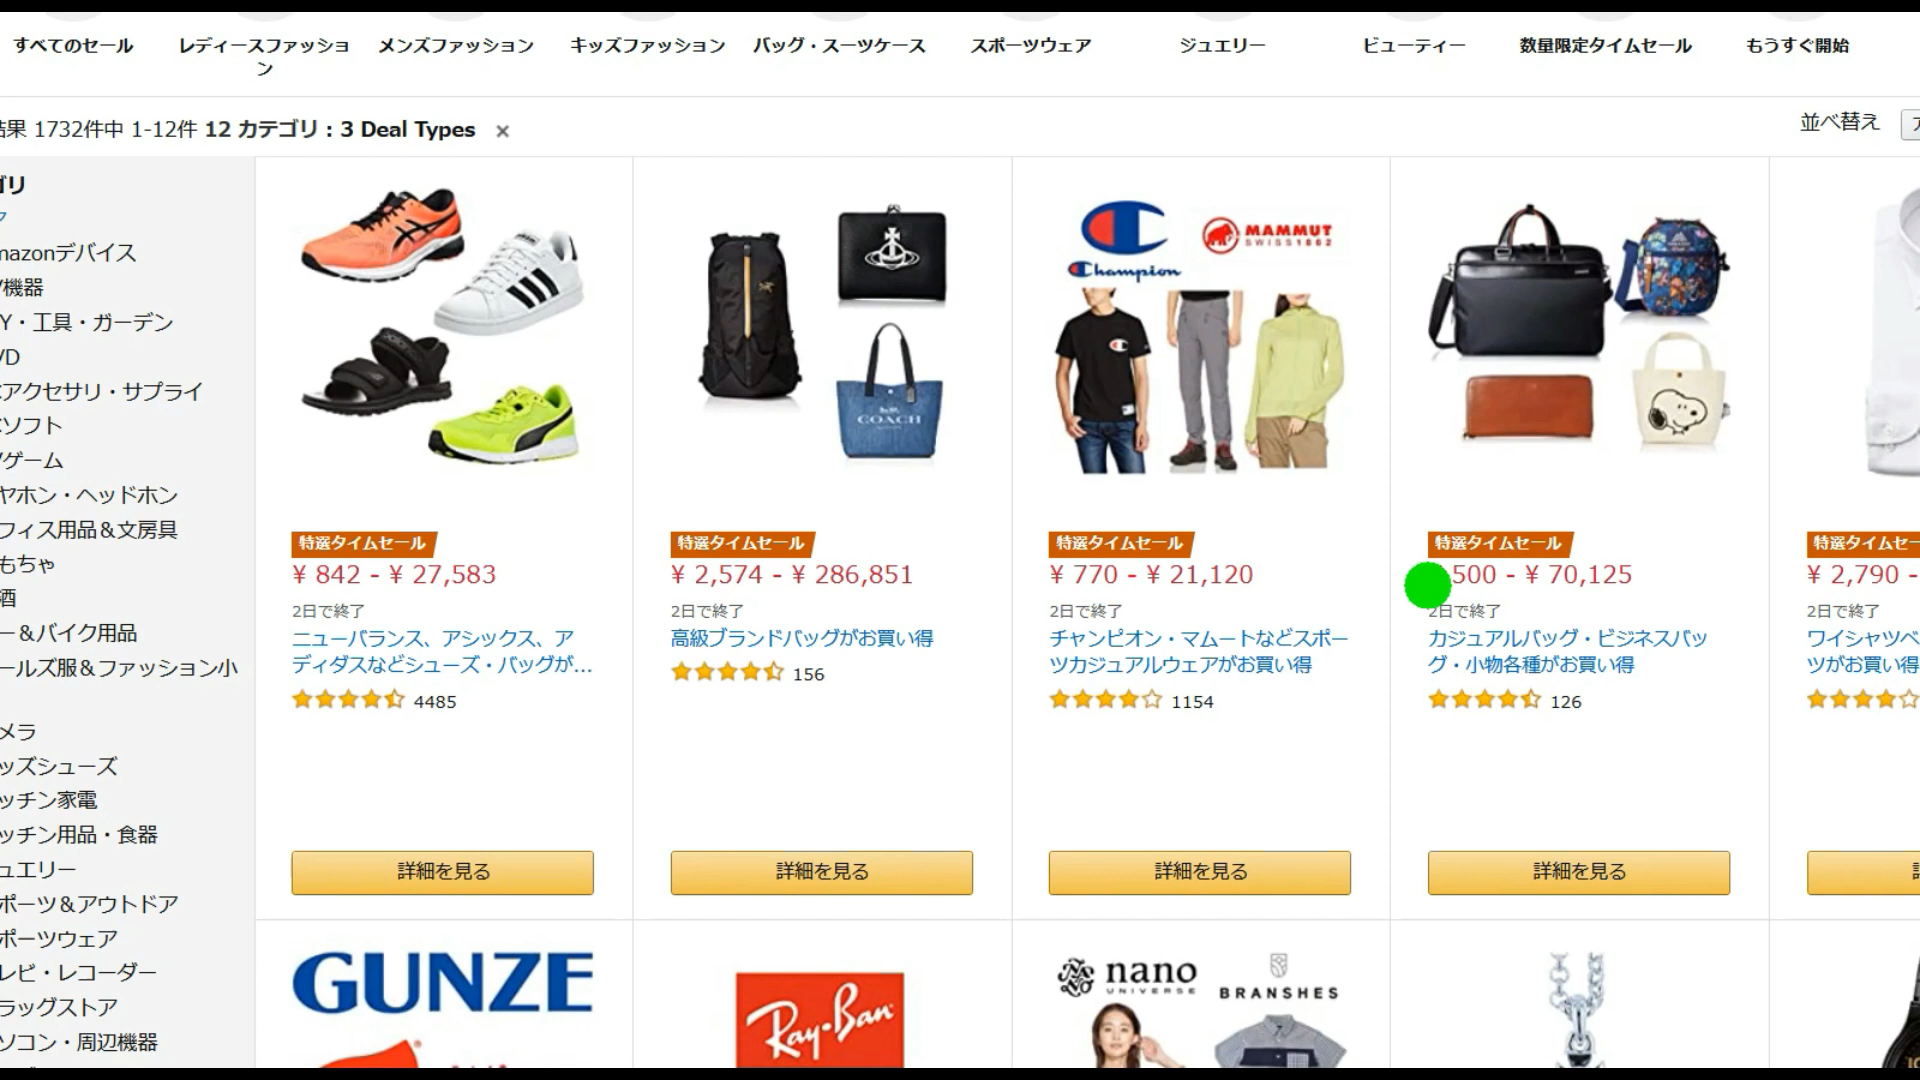 すべてのセール
レディースファッション
メンズファッション
キッズファッション
バッグ・スーツケース
スポーツウェア
ジュエリー
ビューティー
数量限定タイムセール
もうすぐ開始
結果 1732件中 1-12件 12 カテゴリ : 3 Deal Types ×
並べ替え
ゴリ
mazonデバイス
V機器
Y・工具・ガーデン
VD
アクセサリ・サプライ
ソフト
ゲーム
ヤホン・ヘッドホン
フィス用品＆文房具
もちゃ
酒
ー＆バイク用品
ールズ服＆ファッション小
メラ
ッズシューズ
ッチン家電
ッチン用品・食器
ュエリー
ポーツ＆アウトドア
ポーツウェア
レビ・レコーダー
ラッグストア
ソコン・周辺機器
特選タイムセール
¥ 842 - ¥ 27,583
2日で終了
ニューバランス、アシックス、ア
ディダスなどシューズ・バッグが...
4485
詳細を見る
COACH
特選タイムセール
¥ 2,574 - ¥ 286,851
2日で終了
高級ブランドバッグがお買い得
156
詳細を見る
Champion
MAMMUT
SWISS 1862
特選タイムセール
¥ 770 - ¥ 21,120
2日で終了
チャンピオン・マムートなどスポー
ツカジュアルウェアがお買い得
1154
詳細を見る
特選タイムセール
500 - ¥ 70,125
2日で終了
カジュアルバッグ・ビジネスバッ
グ・小物各種がお買い得
126
詳細を見る
特選タイムセー
¥ 2,790 -
2日で終了
ワイシャツベ
ツがお買い得
GUNZE
Ray-Ban
nano
UNIVERSE
BRANSHES